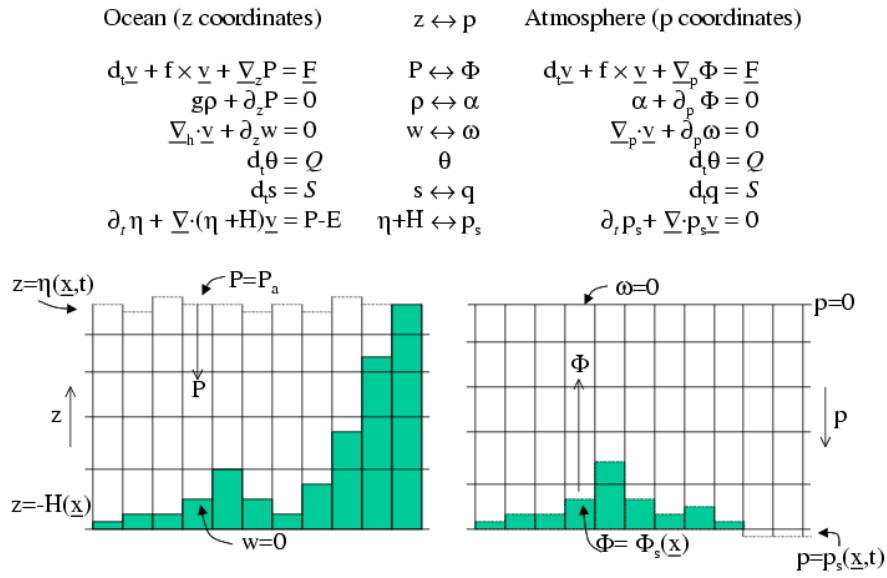 Ocean (z coordinates) z ↔ p Atmosphere (p coordinates)
d_t v + f × v + ∇_z P = F P ↔ Φ d_t v + f × v + ∇_p Φ = F
gρ + ∂_z P = 0 ρ ↔ α α + ∂_p Φ = 0
∇_h·v + ∂_z w = 0 w ↔ ω ∇_p·v + ∂_p ω = 0
d_t θ = Q θ d_t θ = Q
d_t s = S s ↔ q d_t q = S
∂_t η + ∇·(η +H)v = P-E η+H ↔ p_s ∂_t p_s + ∇·p_s v = 0
z=η(x,t)
P=P_a
ω=0
p=0
P
Φ
z
p
z=-H(x)
w=0
Φ= Φ_s(x)
p=p_s(x,t)